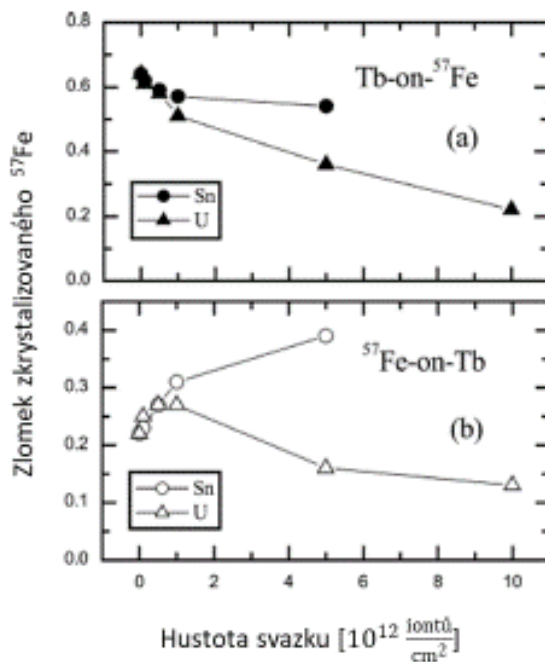 Zlomek zkrystalizovaného ⁵⁷Fe
0.8
0.6
0.4
0.2
0.0
Tb-on-⁵⁷Fe
(a)
Sn
U
0.4
0.3
0.2
0.1
0.0
⁵⁷Fe-on-Tb
(b)
Sn
U
0 2 4 6 8 10
Hustota svazku [10¹² iontů/cm²]